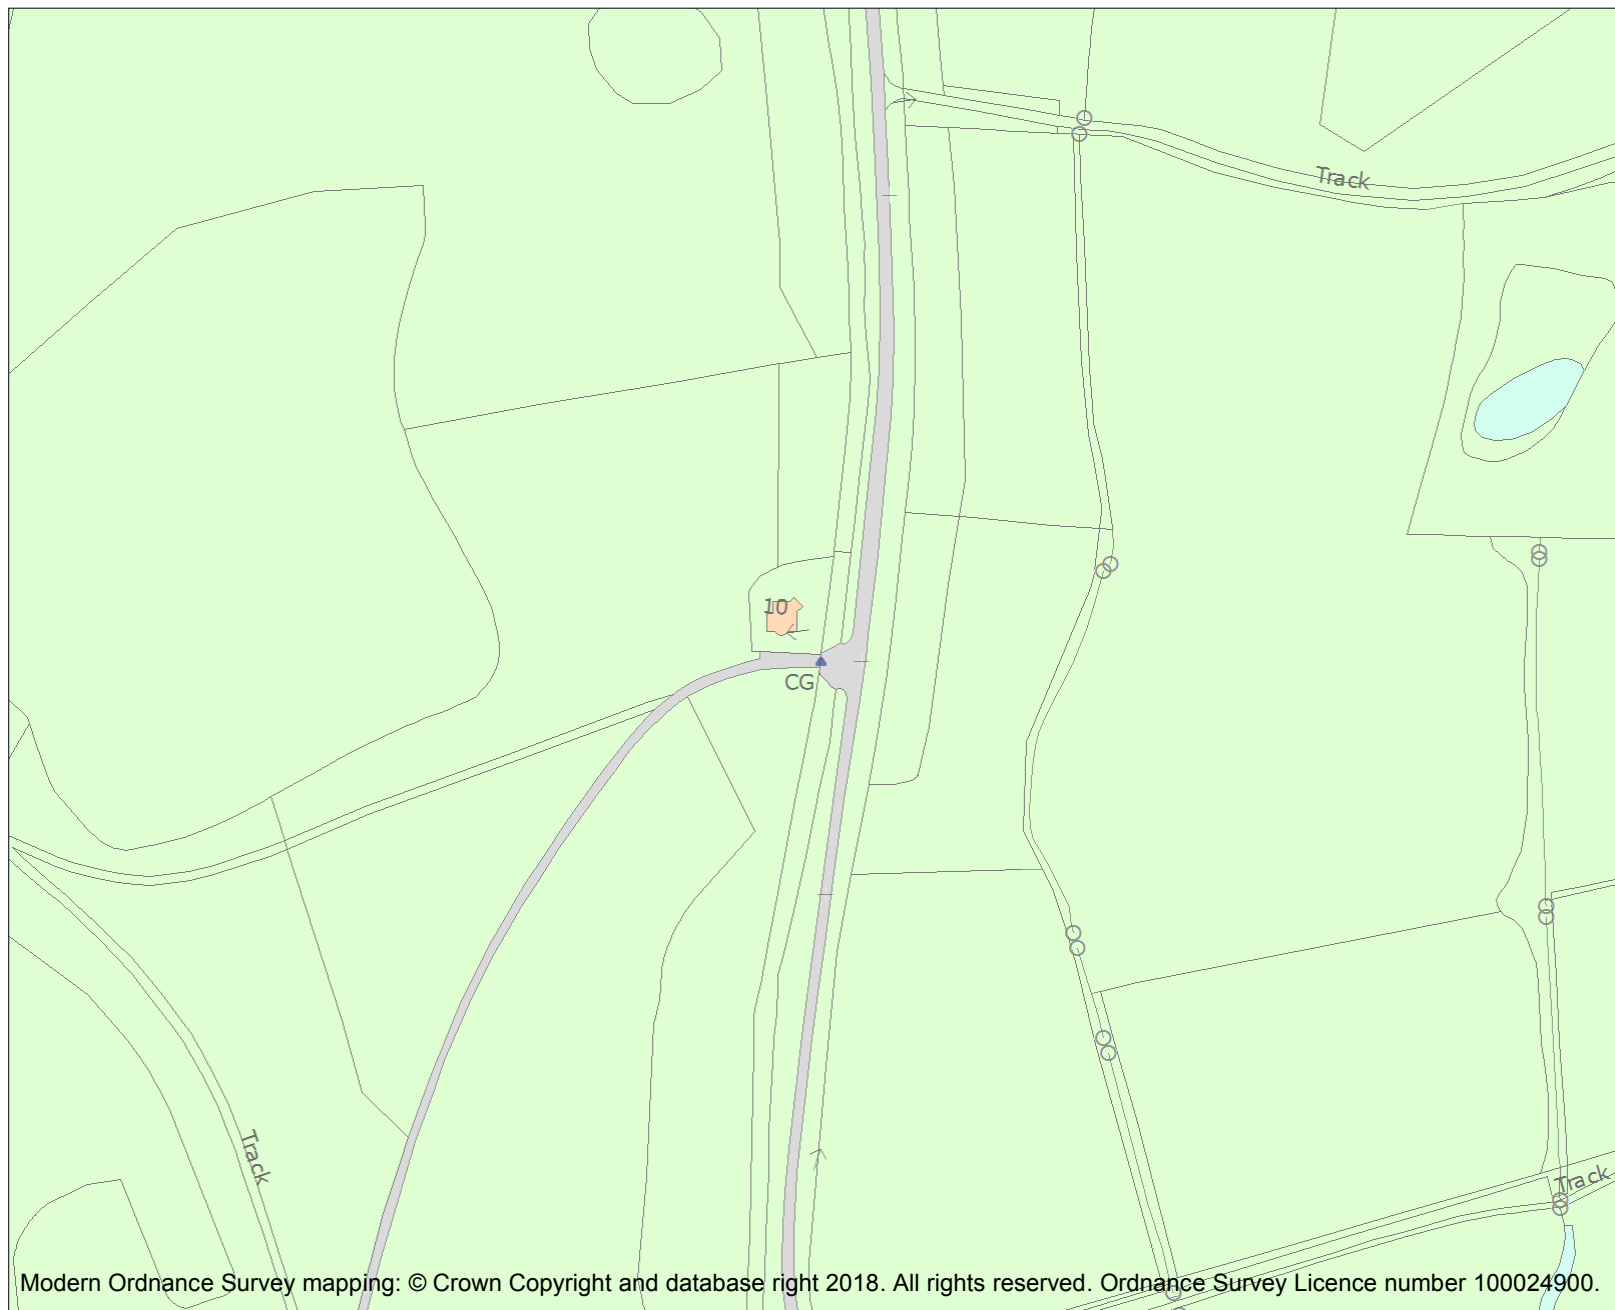 Track
10
CG
Track
Track
Modern Ordnance Survey mapping: © Crown Copyright and database right 2018. All rights reserved. Ordnance Survey Licence number 100024900.